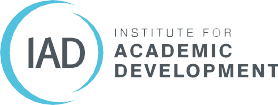 IAD
INSTITUTE FOR
ACADEMIC
DEVELOPMENT